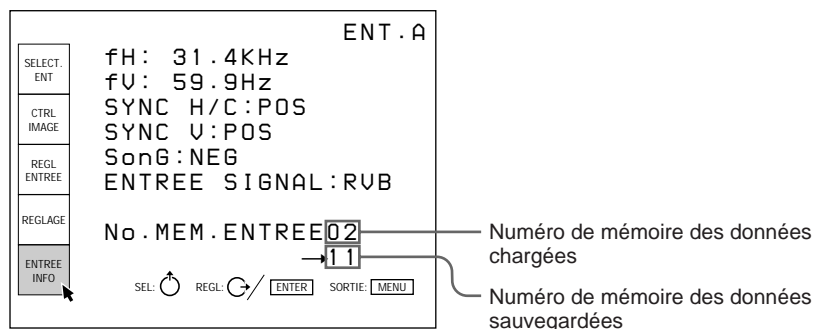 ENT.A
SELECT.
ENT
CTRL
IMAGE
REGL
ENTREE
REGLAGE
ENTREE
INFO
fH: 31.4KHz
fV: 59.9Hz
SYNC H/C:POS
SYNC V:POS
SonG:NEG
ENTREE SIGNAL:RVB
No.MEM.ENTREE02
→11
SEL: REGL: / ENTER SORTIE: MENU
Numéro de mémoire des données
chargées
Numéro de mémoire des données
sauvegardées